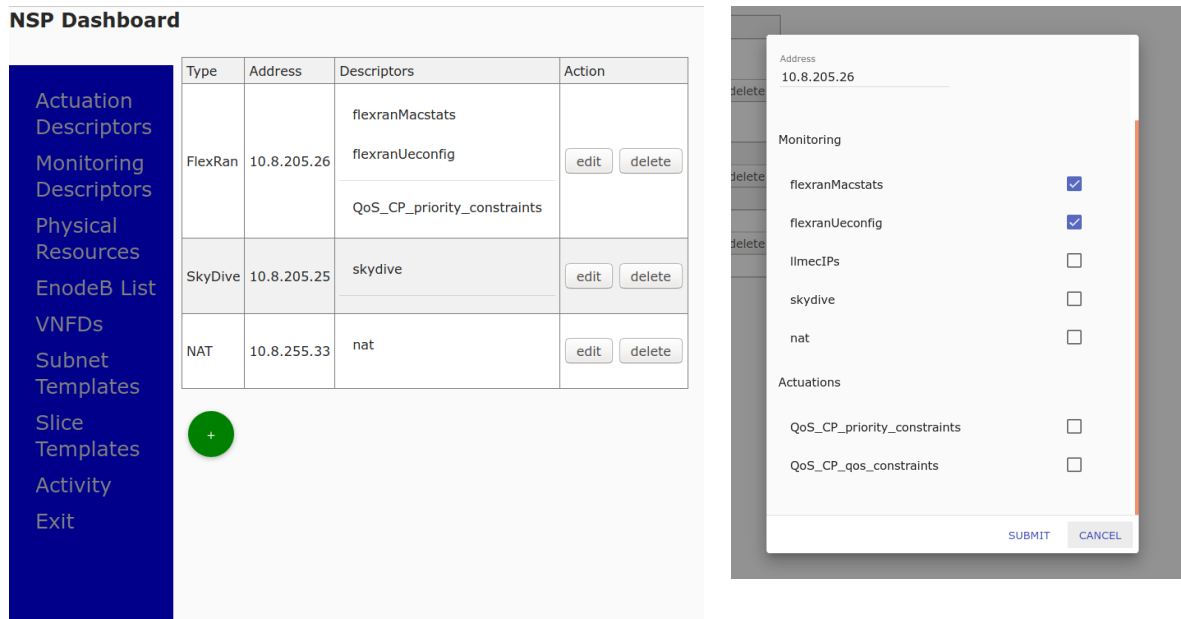 NSP Dashboard
Actuation
Descriptors
Monitoring
Descriptors
Physical
Resources
EnodeB List
VNFDs
Subnet
Templates
Slice
Templates
Activity
Exit
Type Address Descriptors Action
FlexRan 10.8.205.26 flexranMacstats
flexranUeconfig
QoS_CP_priority_constraints
edit delete
SkyDive 10.8.205.25 skydive edit delete
NAT 10.8.255.33 nat edit delete
+
delete
delete
delete
Address
10.8.205.26
Monitoring
flexranMacstats
flexranUeconfig
llmecIPs
skydive
nat
Actuations
QoS_CP_priority_constraints
QoS_CP_qos_constraints
SUBMIT CANCEL